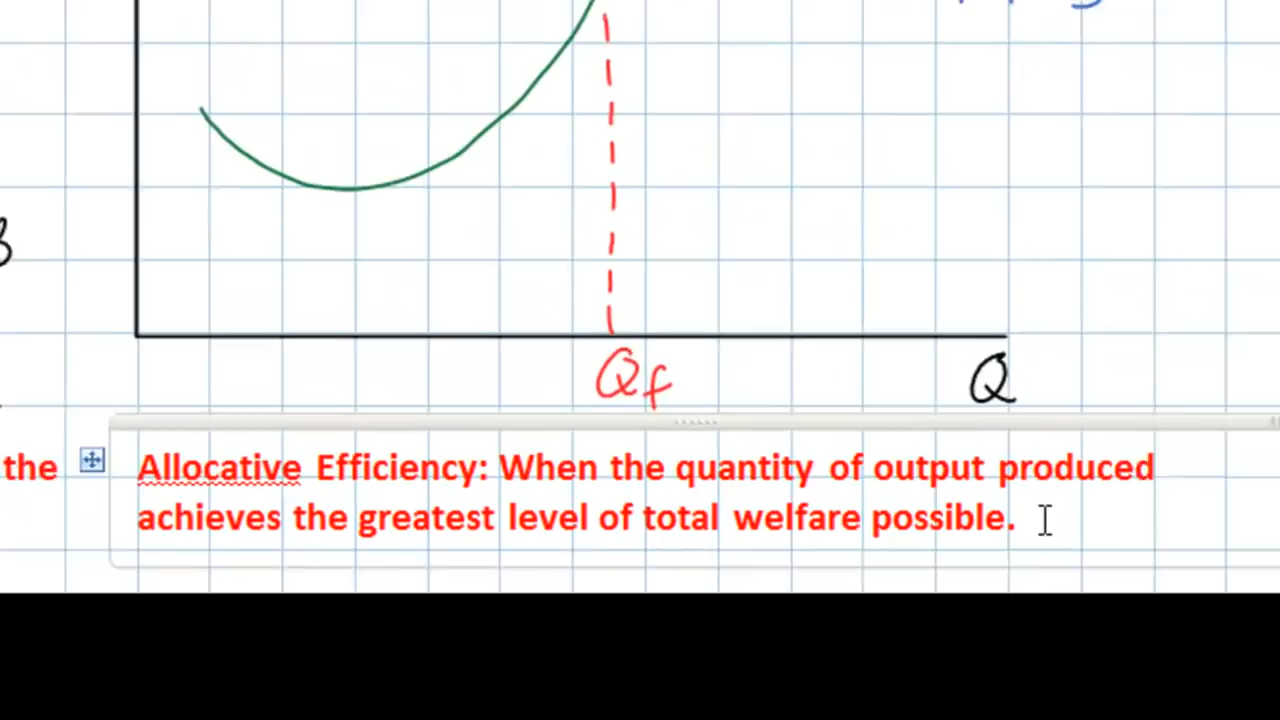 Qf
Q
the
Allocative Efficiency: When the quantity of output produced
achieves the greatest level of total welfare possible.